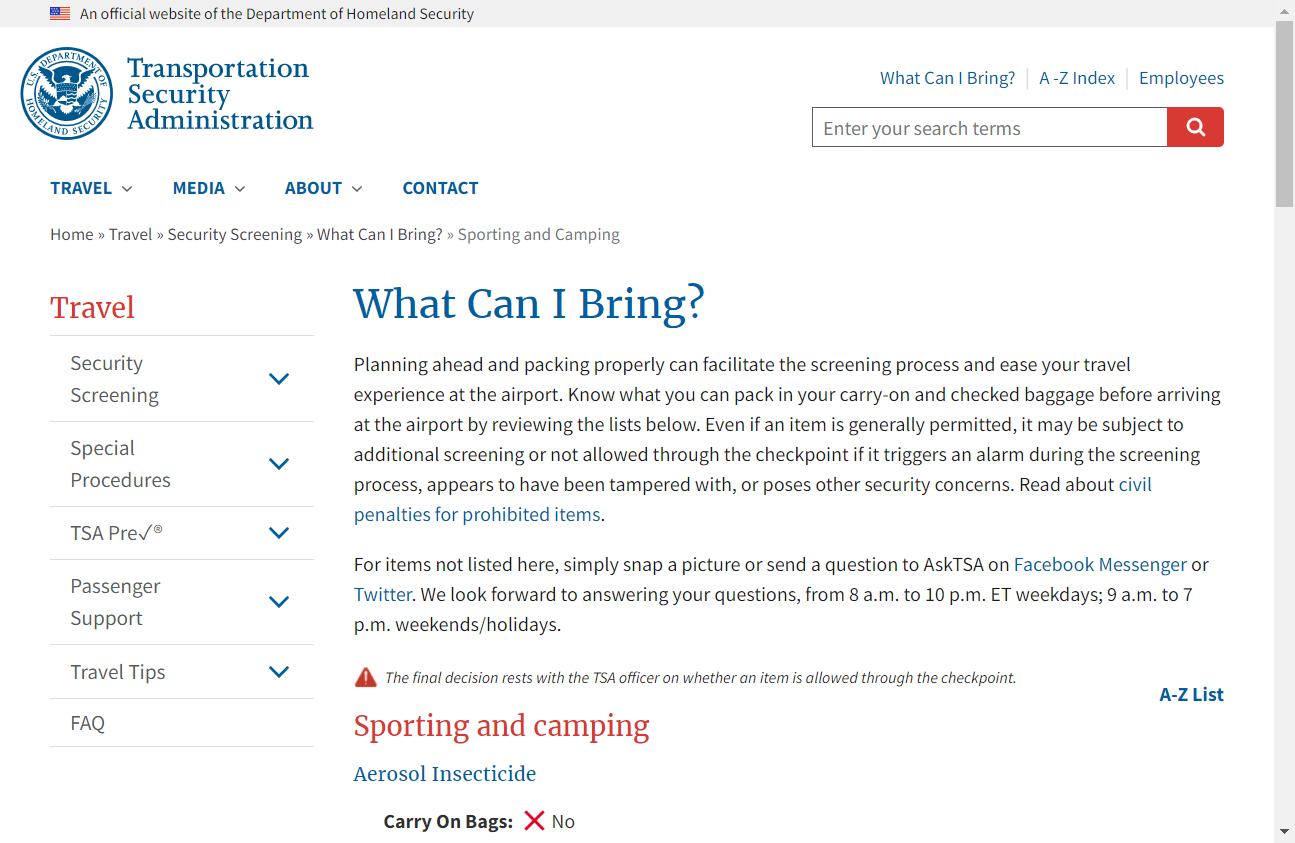 An official website of the Department of Homeland Security
U.S. DEPARTMENT OF HOMELAND SECURITY
Transportation
Security
Administration
What Can I Bring?
A -Z Index
Employees
Enter your search terms
TRAVEL
MEDIA
ABOUT
CONTACT
Home » Travel » Security Screening » What Can I Bring? » Sporting and Camping
Travel
Security
Screening
Special
Procedures
TSA Pre✓®
Passenger
Support
Travel Tips
FAQ
What Can I Bring?
Planning ahead and packing properly can facilitate the screening process and ease your travel
experience at the airport. Know what you can pack in your carry-on and checked baggage before arriving
at the airport by reviewing the lists below. Even if an item is generally permitted, it may be subject to
additional screening or not allowed through the checkpoint if it triggers an alarm during the screening
process, appears to have been tampered with, or poses other security concerns. Read about civil
penalties for prohibited items.
For items not listed here, simply snap a picture or send a question to AskTSA on Facebook Messenger or
Twitter. We look forward to answering your questions, from 8 a.m. to 10 p.m. ET weekdays; 9 a.m. to 7
p.m. weekends/holidays.
The final decision rests with the TSA officer on whether an item is allowed through the checkpoint.
A-Z List
Sporting and camping
Aerosol Insecticide
Carry On Bags: No